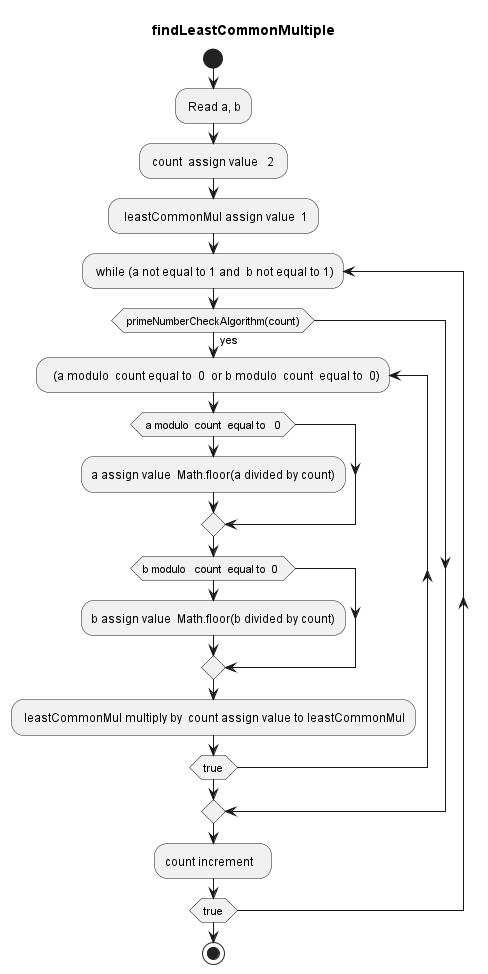 findLeastCommonMultiple
Read a, b
count assign value 2
leastCommonMul assign value 1
while (a not equal to 1 and b not equal to 1)
primeNumberCheckAlgorithm(count)
yes
(a modulo count equal to 0 or b modulo count equal to 0)
a modulo count equal to 0
a assign value Math.floor(a divided by count)
b modulo count equal to 0
b assign value Math.floor(b divided by count)
leastCommonMul multiply by count assign value to leastCommonMul
true
count increment
true